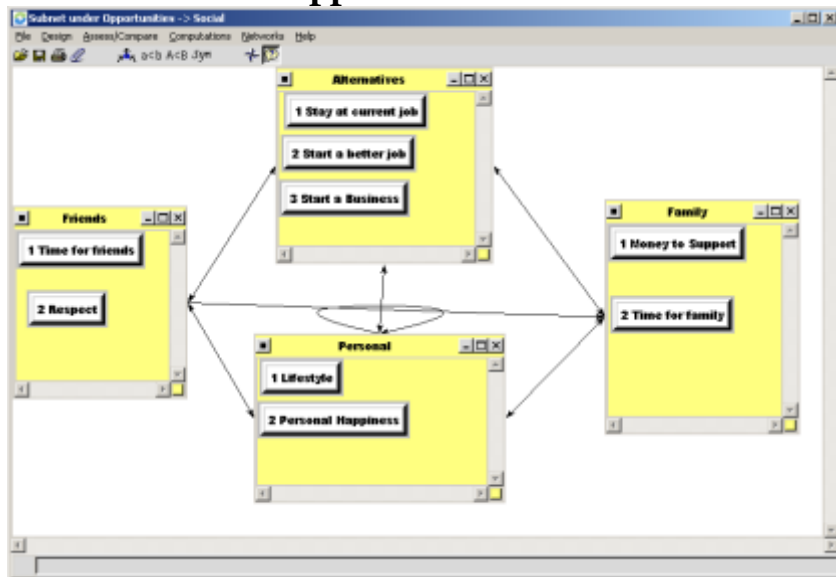 Subnet under Opportunities -> Social
File Design Assess/Compare Computations Networks Help
a<b A<B
Alternatives
1 Stay at current job
2 Start a better job
3 Start a Business
Friends
1 Time for friends
2 Respect
Family
1 Money to Support
2 Time for family
Personal
1 Lifestyle
2 Personal Happiness